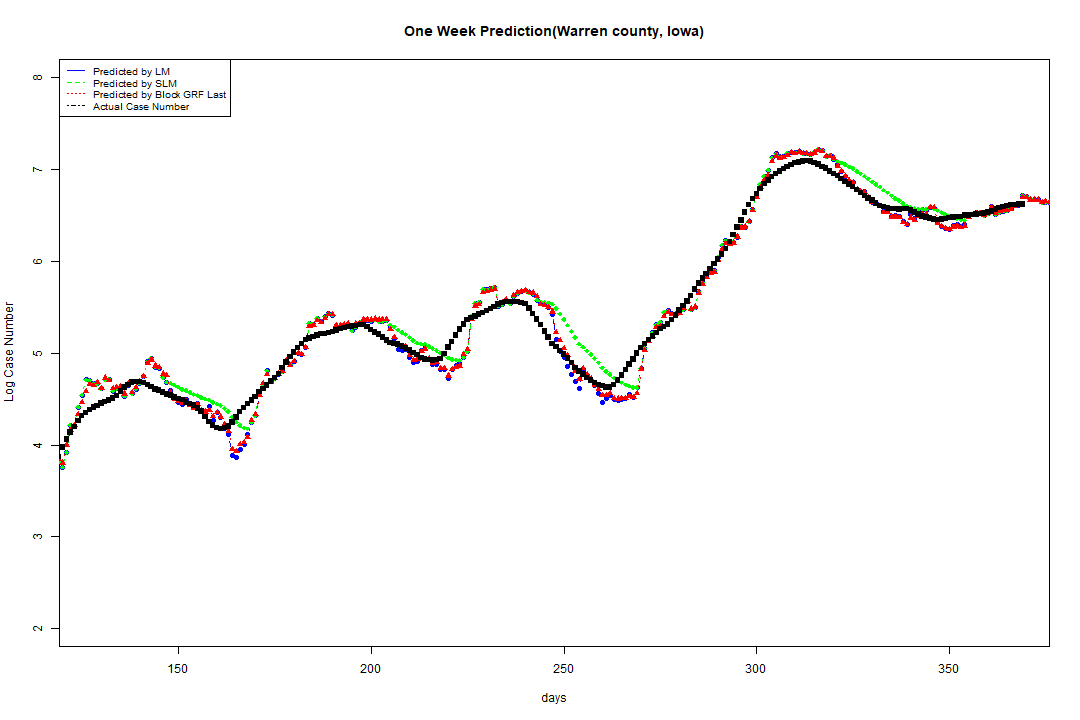 One Week Prediction(Warren county, Iowa)
Predicted by LM
Predicted by SLM
Predicted by Block GRF Last
Actual Case Number
8
7
6
5
4
3
2
Log Case Number
150 200 250 300 350
days